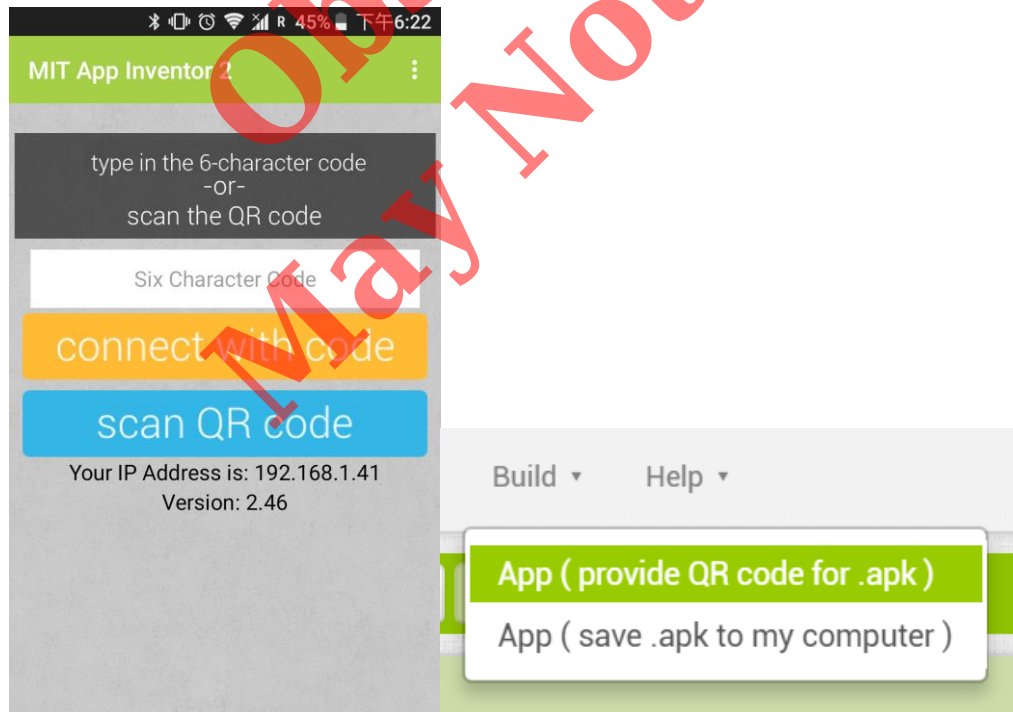 R 45% 下午6:22
MIT App Inventor 2
type in the 6-character code
-or-
scan the QR code
Six Character Code
connect with code
scan QR code
Your IP Address is: 192.168.1.41
Version: 2.46
Build Help
App ( provide QR code for .apk )
App ( save .apk to my computer )
Ob
May No